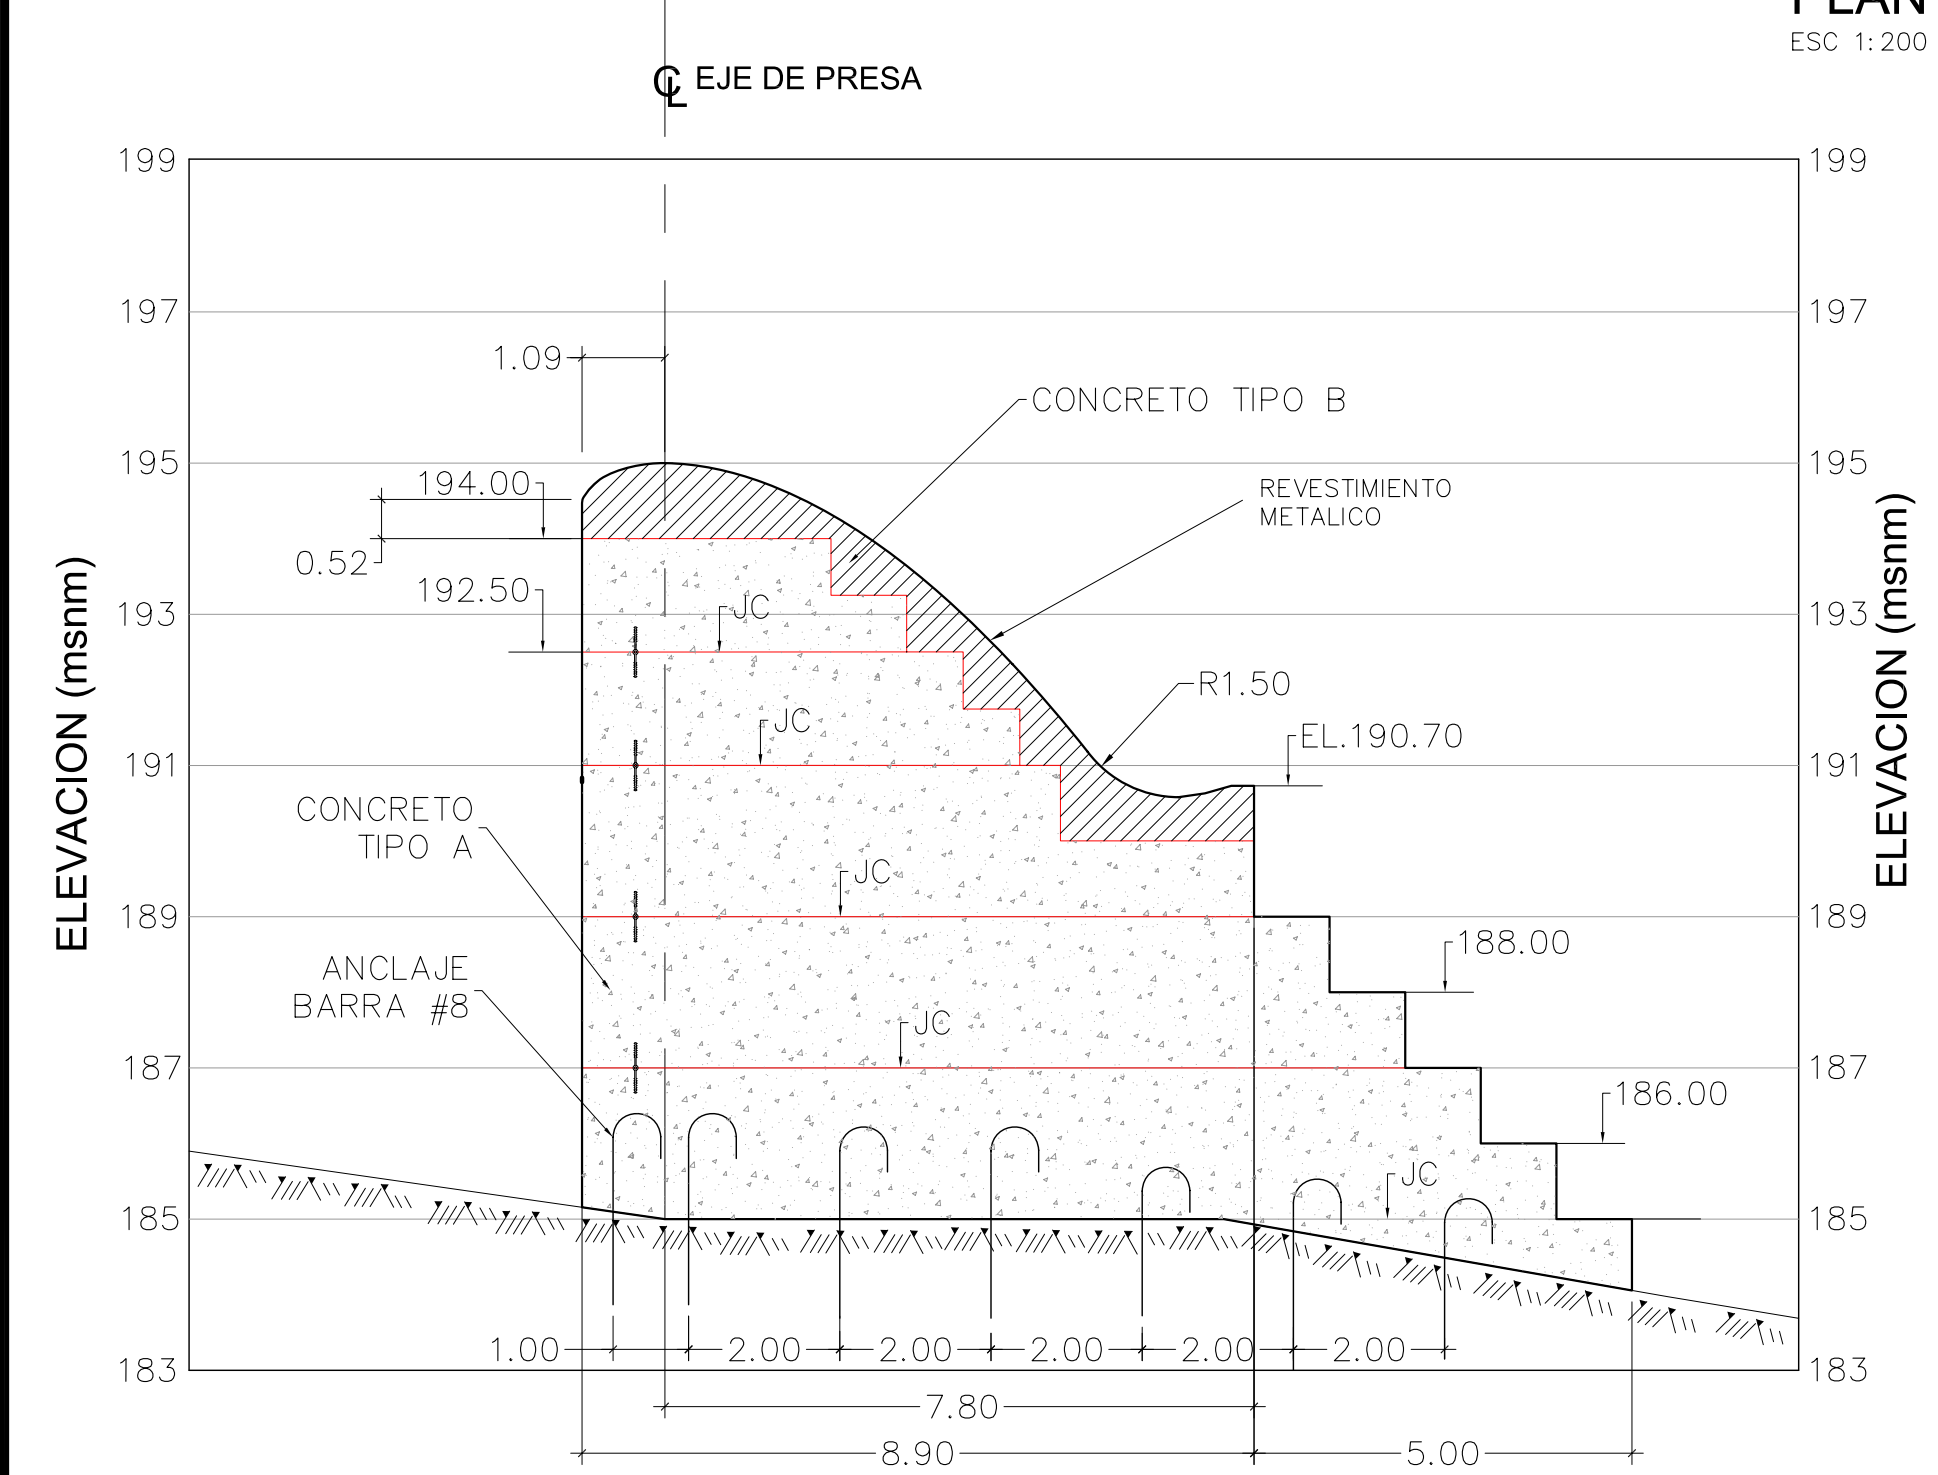 ESC 1:200
CL EJE DE PRESA
199
199
197
197
1.09
CONCRETO TIPO B
195
195
194.00
REVESTIMIENTO
METALICO
0.52
192.50
193
193
JC
R1.50
JC
EL.190.70
191
191
CONCRETO
TIPO A
JC
189
189
188.00
ANCLAJE
BARRA #8
JC
187
187
186.00
JC
185
185
1.00
2.00
2.00
2.00
2.00
2.00
183
183
7.80
8.90
5.00
ELEVACION (msnm)
ELEVACION (msnm)